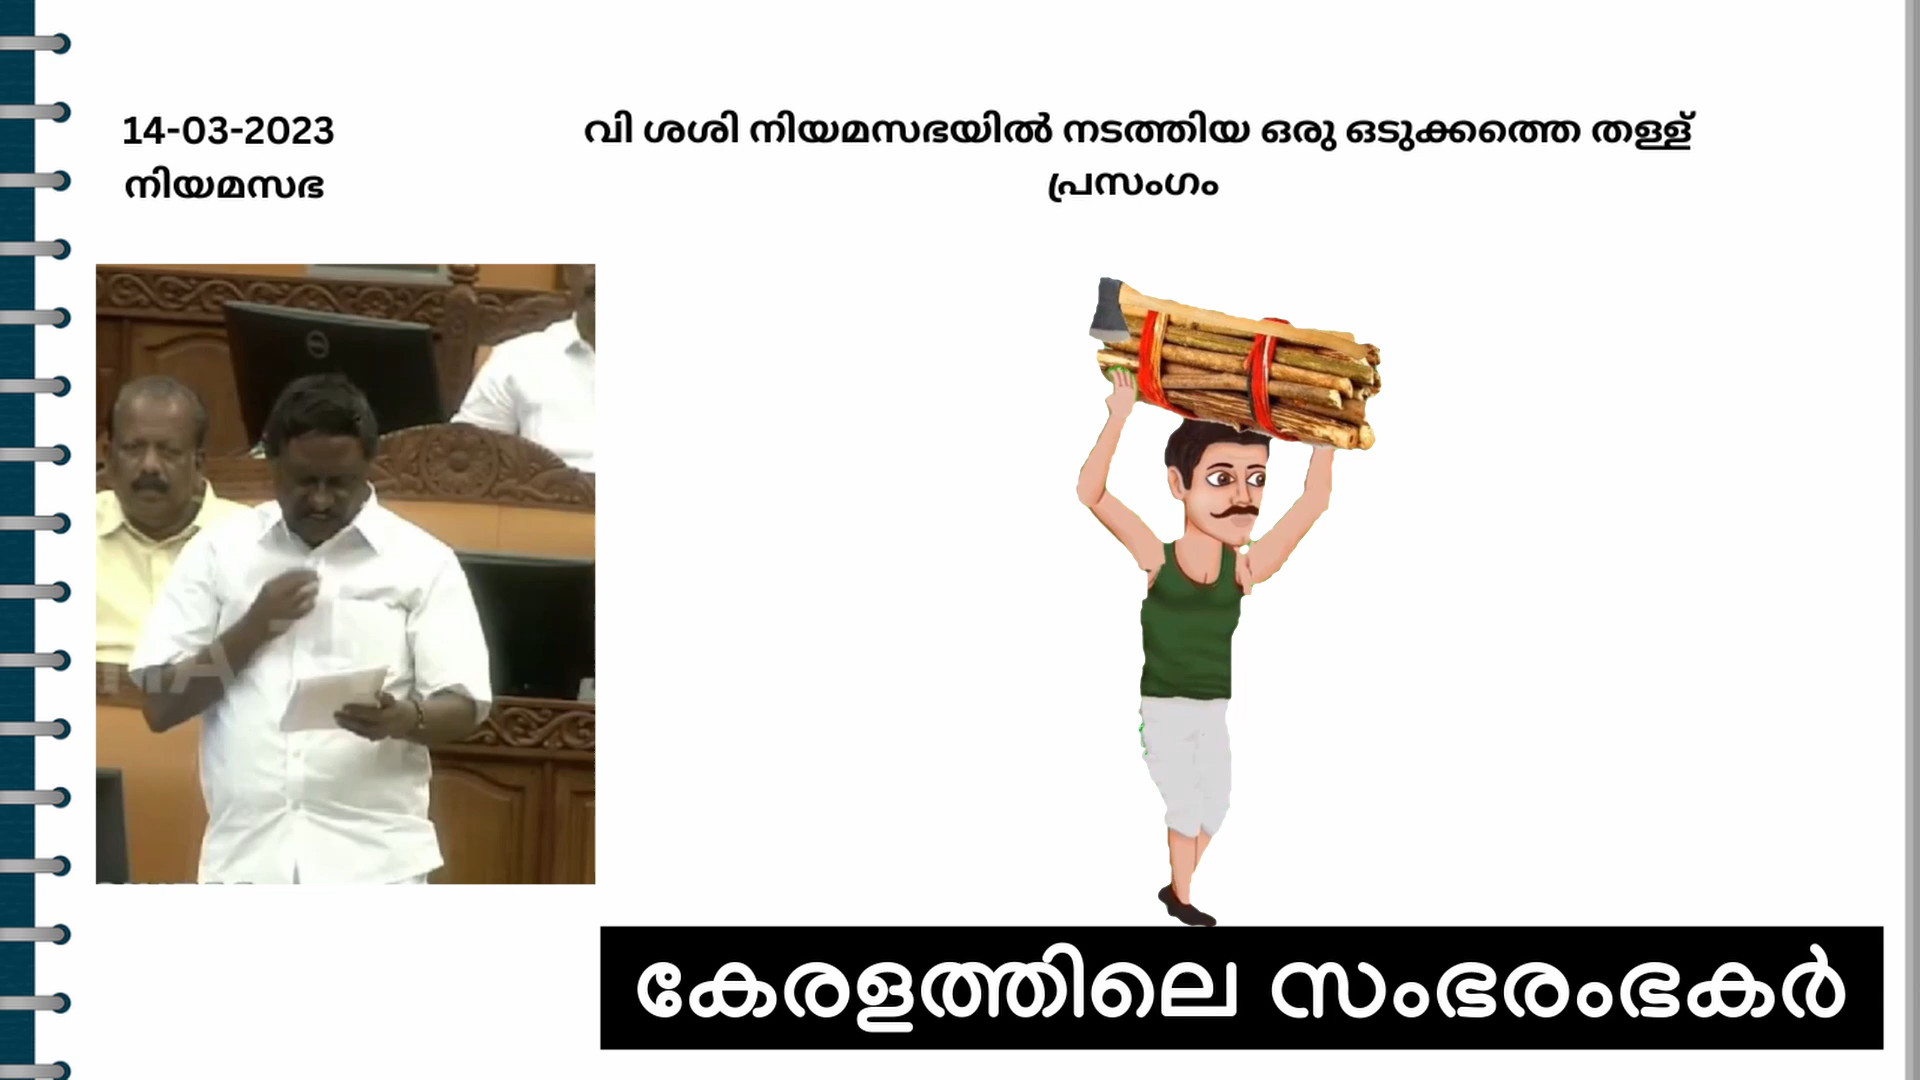 14-03-2023
നിയമസഭ
വി ശശി നിയമസഭയിൽ നടത്തിയ ഒരു ഒടുക്കത്തെ തള്ള്
പ്രസംഗം
കേരളത്തിലെ സംഭരംഭകർ